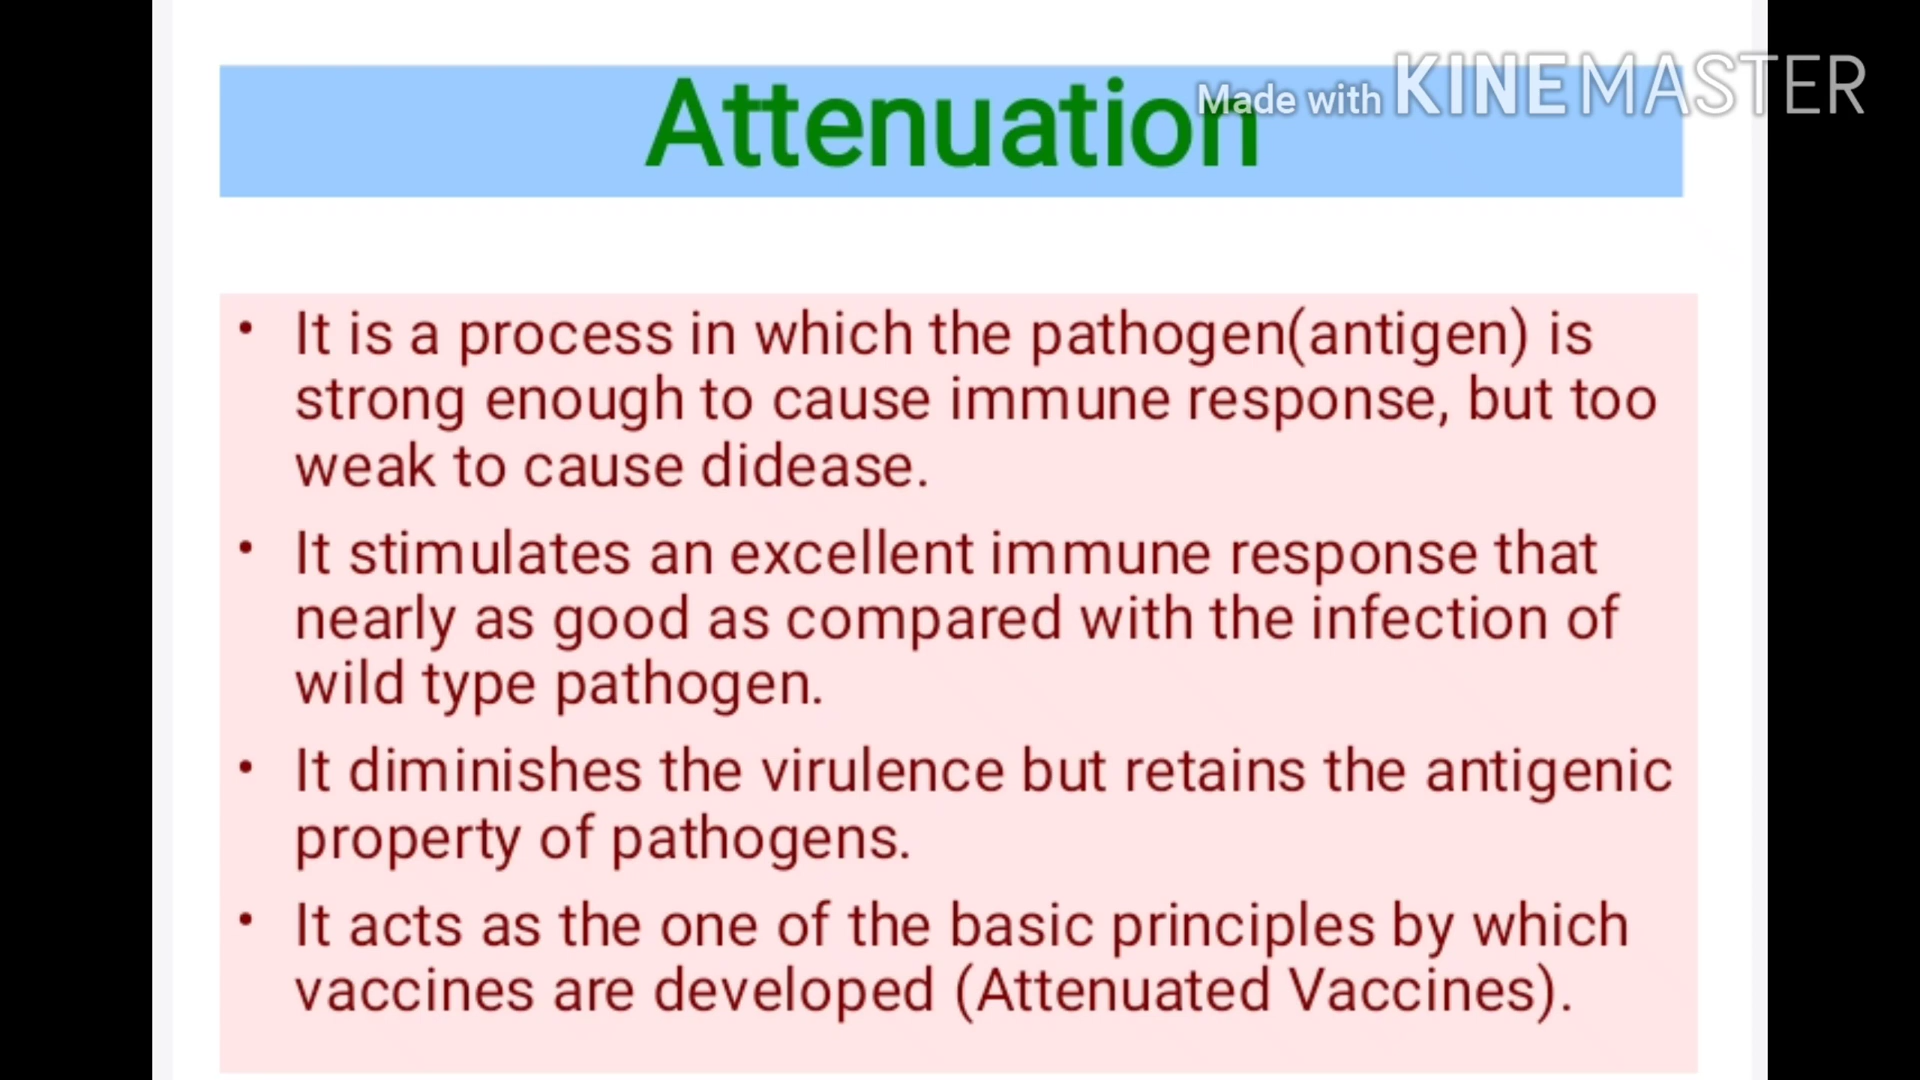 Attenuation
Made with KINEMASTER
• It is a process in which the pathogen(antigen) is
strong enough to cause immune response, but too
weak to cause didease.
• It stimulates an excellent immune response that
nearly as good as compared with the infection of
wild type pathogen.
• It diminishes the virulence but retains the antigenic
property of pathogens.
• It acts as the one of the basic principles by which
vaccines are developed (Attenuated Vaccines).